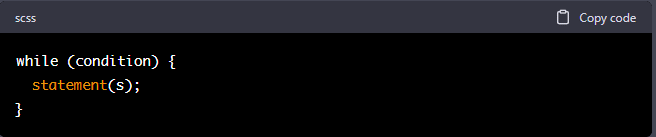 scss
Copy code
while (condition) {
  statement(s);
}